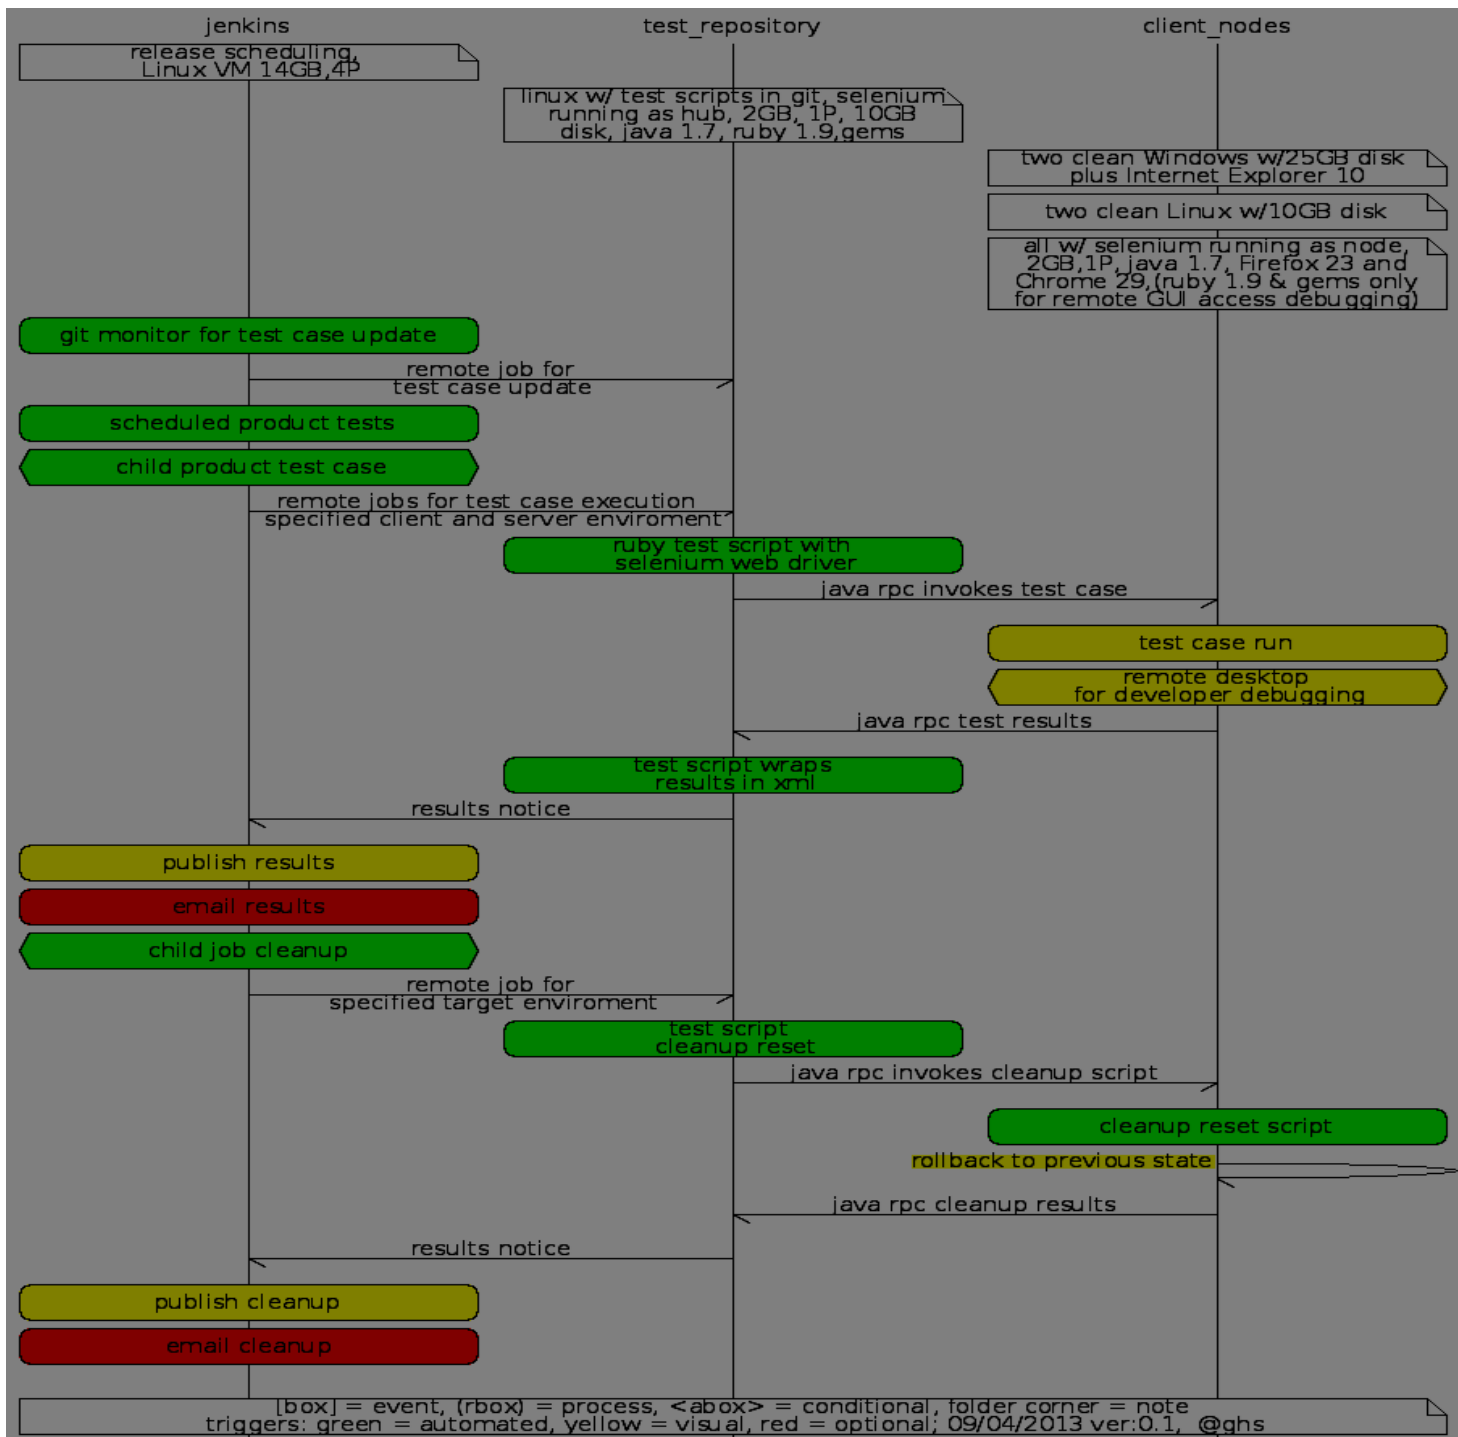 jenkins
test_repository
client_nodes
release scheduling,
Linux VM 14GB,4P
linux w/ test scripts in git, selenium
running as hub, 2GB, 1P, 10GB
disk, java 1.7, ruby 1.9,gems
two clean Windows w/25GB disk
plus Internet Explorer 10
two clean Linux w/10GB disk
all w/ selenium running as node,
2GB,1P, java 1.7, Firefox 23 and
Chrome 29,(ruby 1.9 & gems only
for remote GUI access debugging)
git monitor for test case update
remote job for
test case update
scheduled product tests
child product test case
remote jobs for test case execution
specified client and server enviroment
ruby test script with
selenium web driver
java rpc invokes test case
test case run
remote desktop
for developer debugging
java rpc test results
test script wraps
results in xml
results notice
publish results
email results
child job cleanup
remote job for
specified target enviroment
test script
cleanup reset
java rpc invokes cleanup script
cleanup reset script
rollback to previous state
java rpc cleanup results
results notice
publish cleanup
email cleanup
[box] = event, (rbox) = process, <abox> = conditional, folder corner = note
triggers: green = automated, yellow = visual, red = optional; 09/04/2013 ver:0.1, @ghs